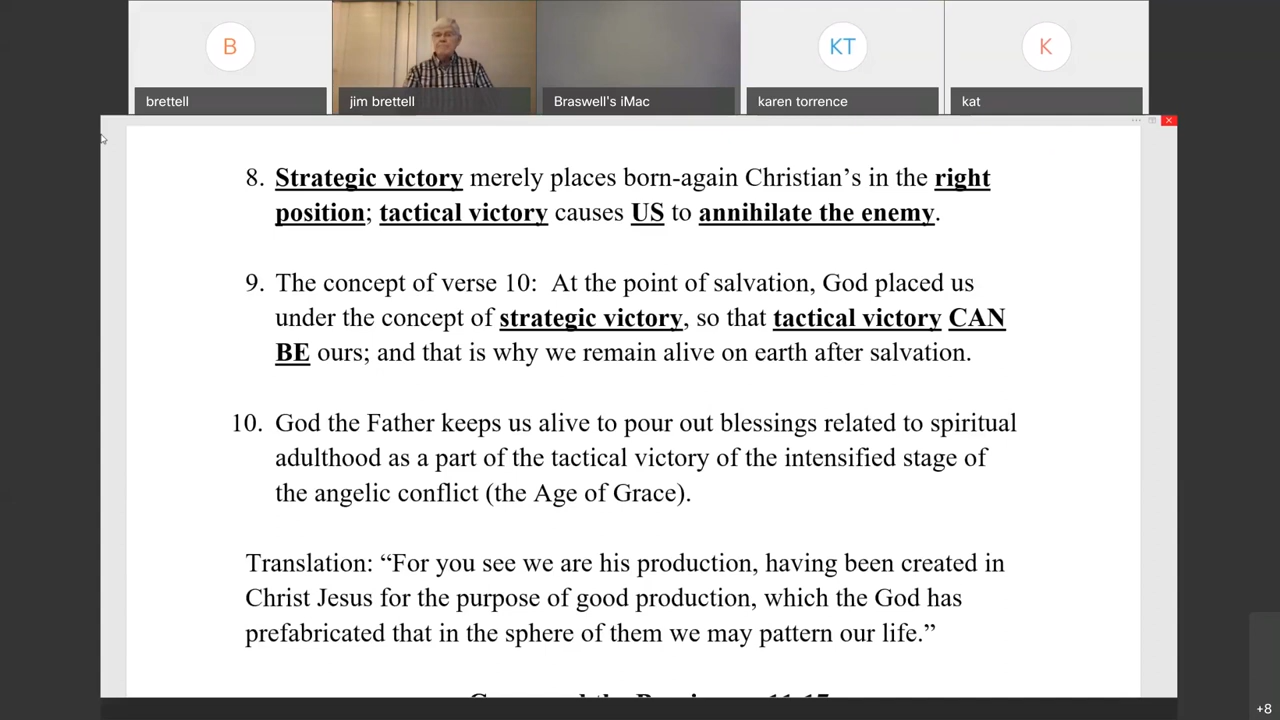 B
KT
K
brettell
jim brettell
Braswell's iMac
karen torrence
kat
8. Strategic victory merely places born-again Christian’s in the right
position; tactical victory causes US to annihilate the enemy.
9. The concept of verse 10: At the point of salvation, God placed us
under the concept of strategic victory, so that tactical victory CAN
BE ours; and that is why we remain alive on earth after salvation.
10. God the Father keeps us alive to pour out blessings related to spiritual
adulthood as a part of the tactical victory of the intensified stage of
the angelic conflict (the Age of Grace).
Translation: “For you see we are his production, having been created in
Christ Jesus for the purpose of good production, which the God has
prefabricated that in the sphere of them we may pattern our life.”
+8